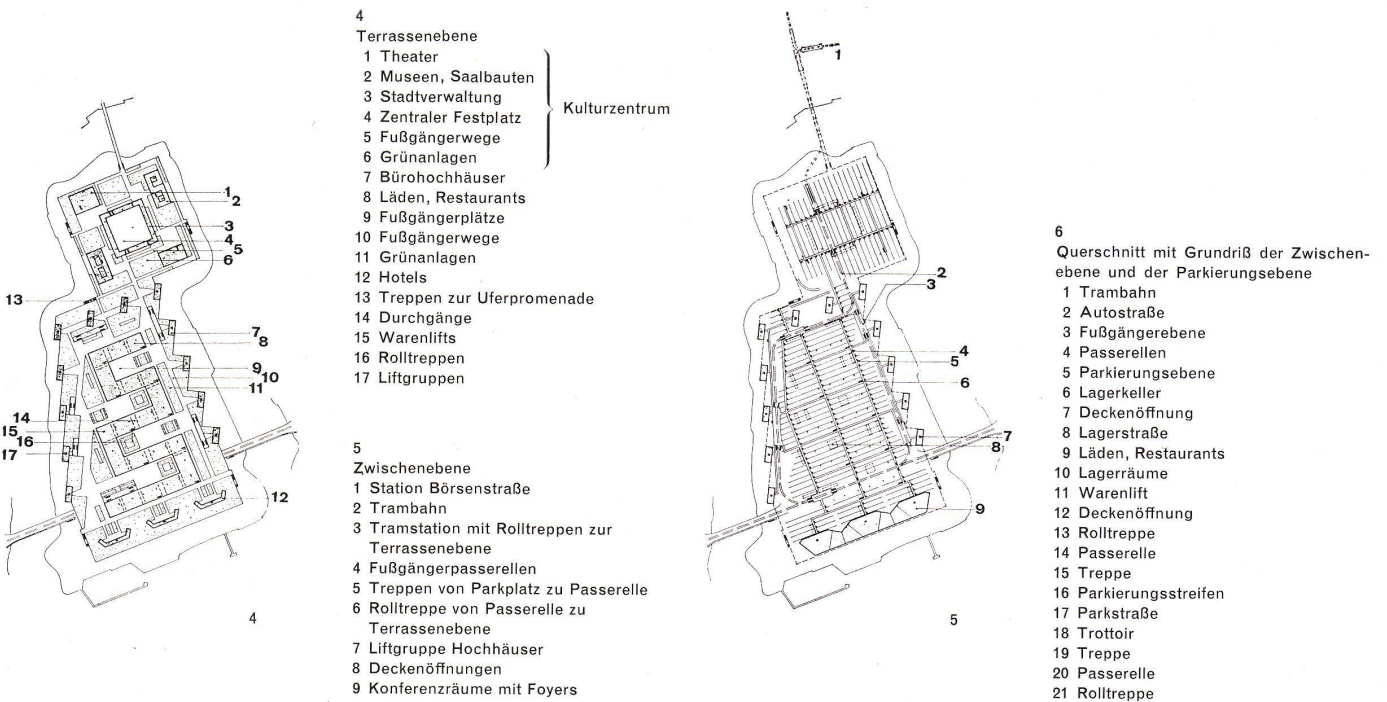 1
2
3
4
5
6
13
7
8
9
10
11
14
15
16
17
12
4
4
Terrassenebene
1 Theater
2 Museen, Saalbauten
3 Stadtverwaltung
4 Zentraler Festplatz
5 Fußgängerwege
6 Grünanlagen
Kulturzentrum
7 Bürohochhäuser
8 Läden, Restaurants
9 Fußgängerplätze
10 Fußgängerwege
11 Grünanlagen
12 Hotels
13 Treppen zur Uferpromenade
14 Durchgänge
15 Warenlifts
16 Rolltreppen
17 Liftgruppen
5
Zwischenebene
1 Station Börsenstraße
2 Trambahn
3 Tramstation mit Rolltreppen zur
Terrassenebene
4 Fußgängerpasserellen
5 Treppen von Parkplatz zu Passerelle
6 Rolltreppe von Passerelle zu
Terrassenebene
7 Liftgruppe Hochhäuser
8 Deckenöffnungen
9 Konferenzräume mit Foyers
1
2
3
4
5
6
7
8
9
5
6
Querschnitt mit Grundriß der Zwischen-
ebene und der Parkierungsebene
1 Trambahn
2 Autostraße
3 Fußgängerebene
4 Passerellen
5 Parkierungsebene
6 Lagerkeller
7 Deckenöffnung
8 Lagerstraße
9 Läden, Restaurants
10 Lagerräume
11 Warenlift
12 Deckenöffnung
13 Rolltreppe
14 Passerelle
15 Treppe
16 Parkierungsstreifen
17 Parkstraße
18 Trottoir
19 Treppe
20 Passerelle
21 Rolltreppe